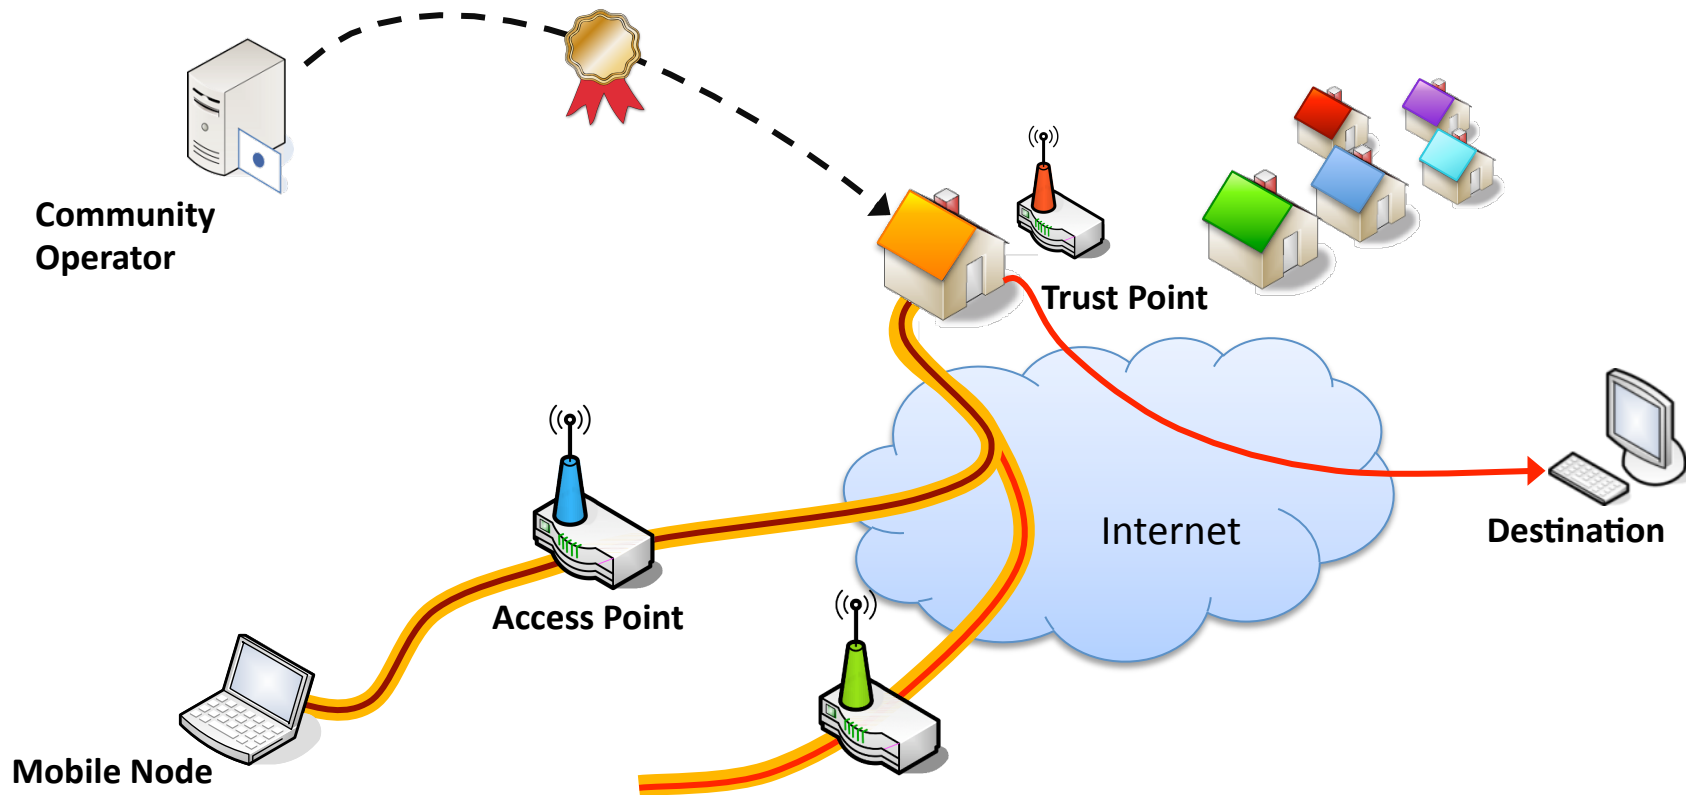 Community
Operator
Trust Point
Internet
Destination
Access Point
Mobile Node